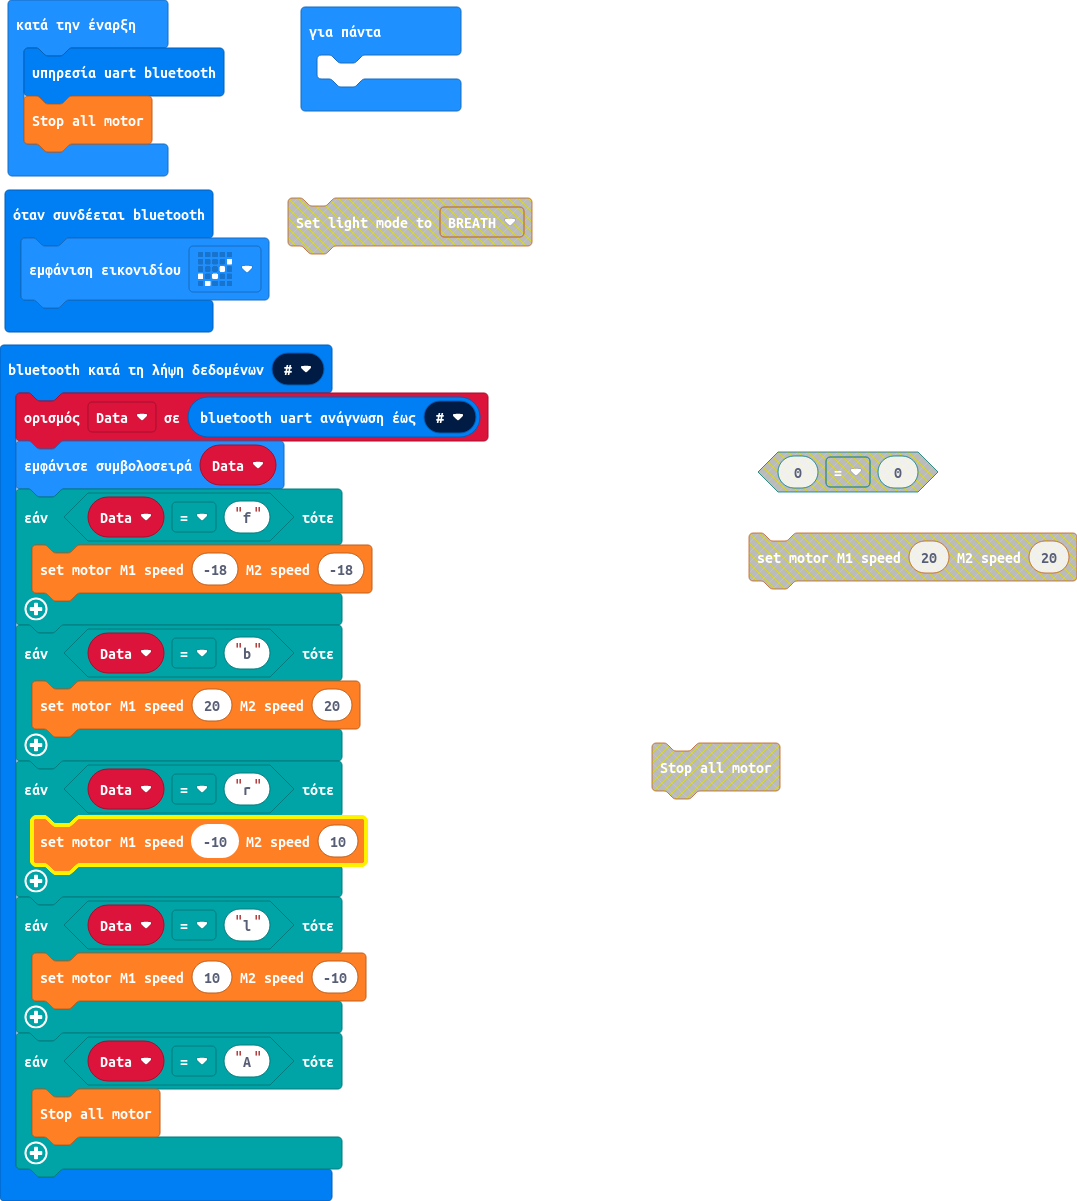 κατά την έναρξη
υπηρεσία uart bluetooth
Stop all motor
για πάντα
όταν συνδέεται bluetooth
εμφάνιση εικονιδίου
Set light mode to BREATH
bluetooth κατά τη λήψη δεδομένων #
ορισμός Data σε bluetooth uart ανάγνωση έως #
εμφάνισε συμβολοσειρά Data
εάν Data = "f" τότε
set motor M1 speed -18 M2 speed -18
εάν Data = "b" τότε
set motor M1 speed 20 M2 speed 20
εάν Data = "r" τότε
set motor M1 speed -10 M2 speed 10
εάν Data = "l" τότε
set motor M1 speed 10 M2 speed -10
εάν Data = "A" τότε
Stop all motor
0 = 0
set motor M1 speed 20 M2 speed 20
Stop all motor